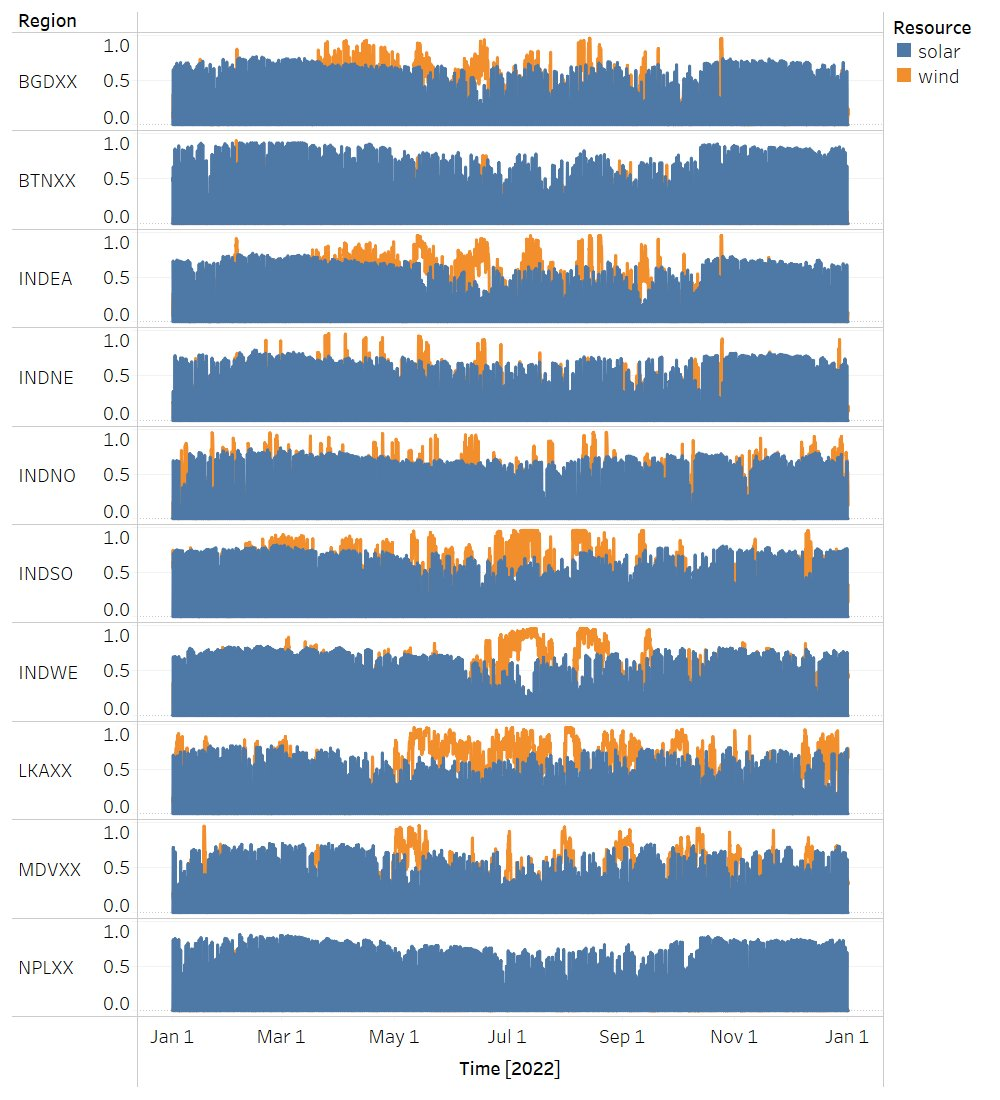 Region
Resource
solar
wind
BGDXX
1.0
0.5
0.0
BTNXX
1.0
0.5
0.0
INDEA
1.0
0.5
0.0
INDNE
1.0
0.5
0.0
INDNO
1.0
0.5
0.0
INDSO
1.0
0.5
0.0
INDWE
1.0
0.5
0.0
LKAXX
1.0
0.5
0.0
MDVXX
1.0
0.5
0.0
NPLXX
1.0
0.5
0.0
Jan 1 Mar 1 May 1 Jul 1 Sep 1 Nov 1 Jan 1
Time [2022]